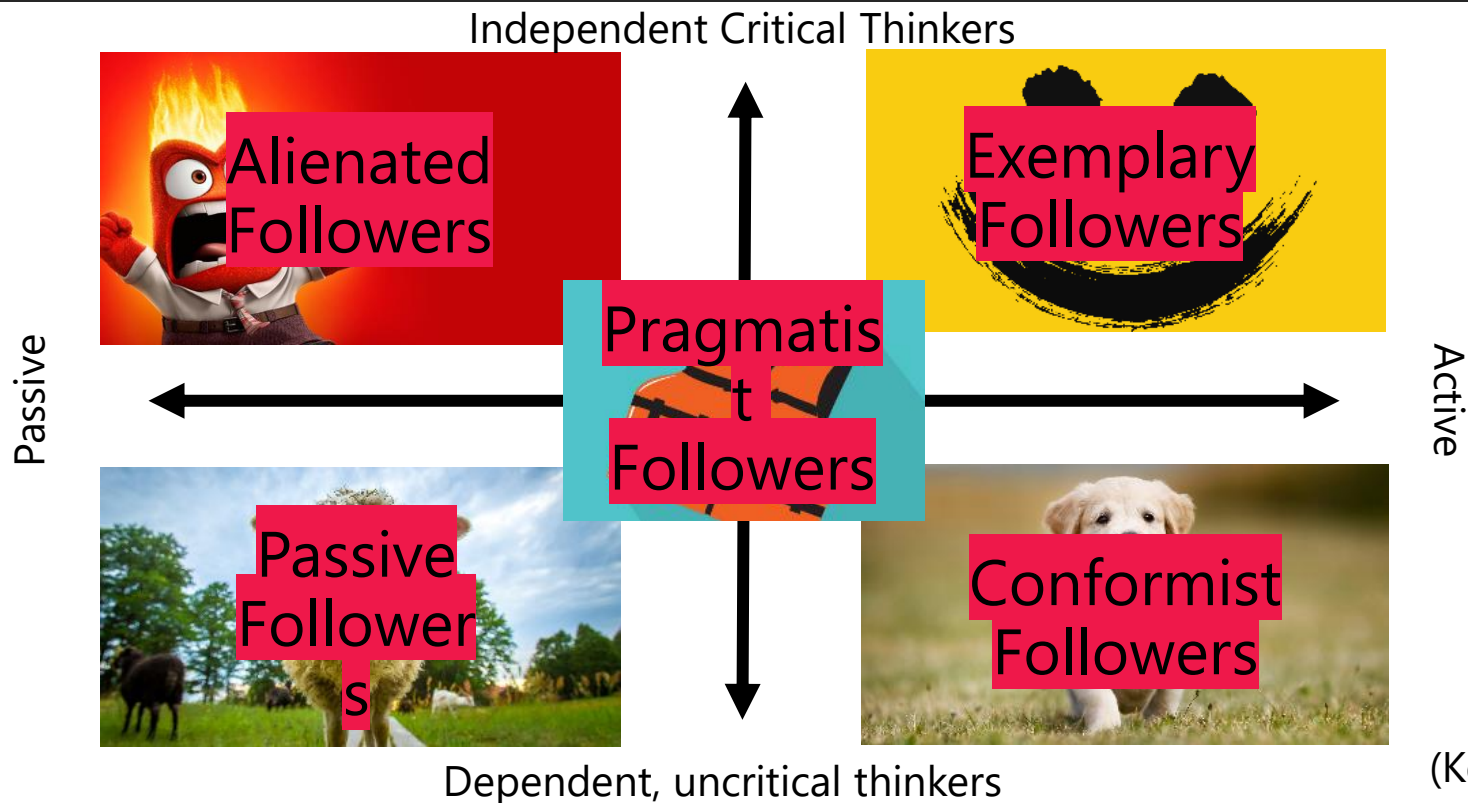 Independent Critical Thinkers
Alienated
Followers
Exemplary
Followers
Pragmatis
t
Followers
Passive
Active
Passive
Follower
s
Conformist
Followers
Dependent, uncritical thinkers